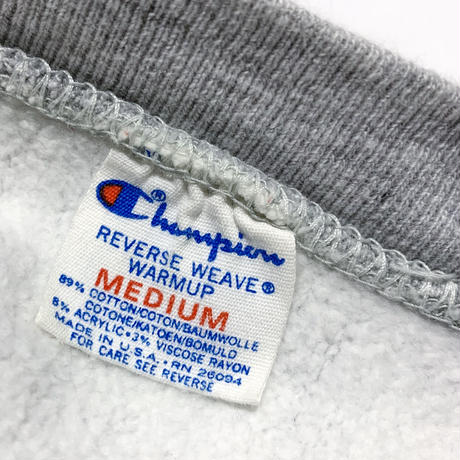 Champion®
REVERSE WEAVE®
WARMUP
MEDIUM
89% COTTON/COTON/BAUMWOLLE
COTONE/KATOEN/BOMULD
8% ACRYLIC•3% VISCOSE RAYON
MADE IN U.S.A.•RN 26094
FOR CARE SEE REVERSE